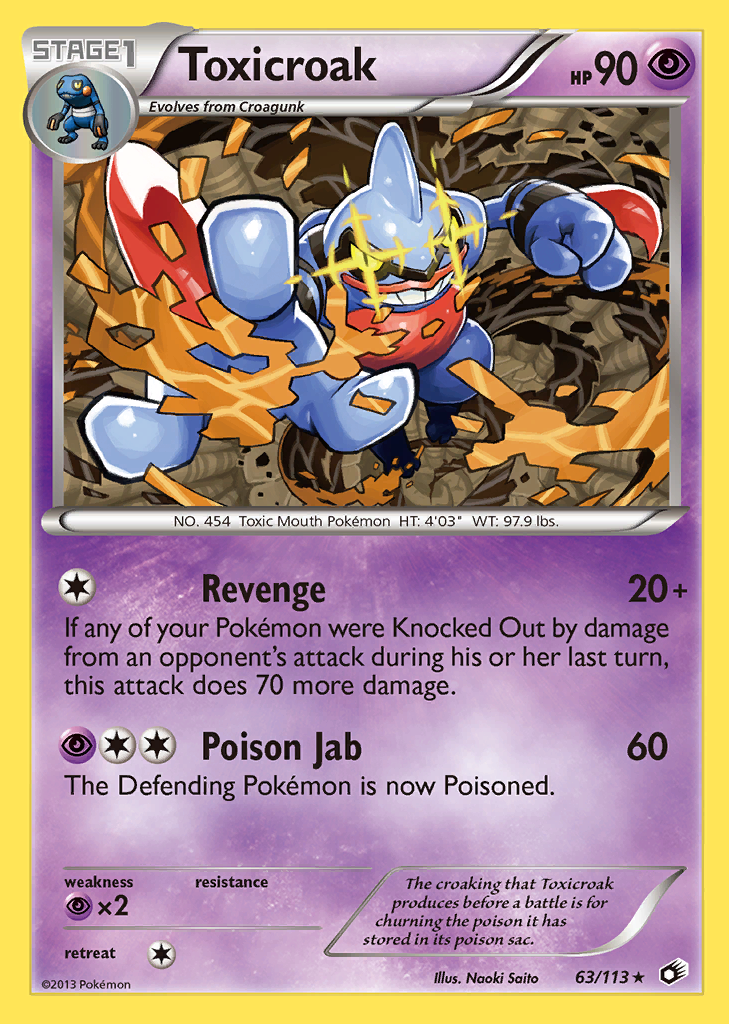 STAGE1
Toxicroak
HP 90
Evolves from Croagunk
NO. 454 Toxic Mouth Pokémon HT: 4'03" WT: 97.9 lbs.
Revenge 20+
If any of your Pokémon were Knocked Out by damage
from an opponent's attack during his or her last turn,
this attack does 70 more damage.
Poison Jab 60
The Defending Pokémon is now Poisoned.
weakness resistance
×2
retreat
The croaking that Toxicroak
produces before a battle is for
churning the poison it has
stored in its poison sac.
©2013 Pokémon Illus. Naoki Saito 63/113 ★